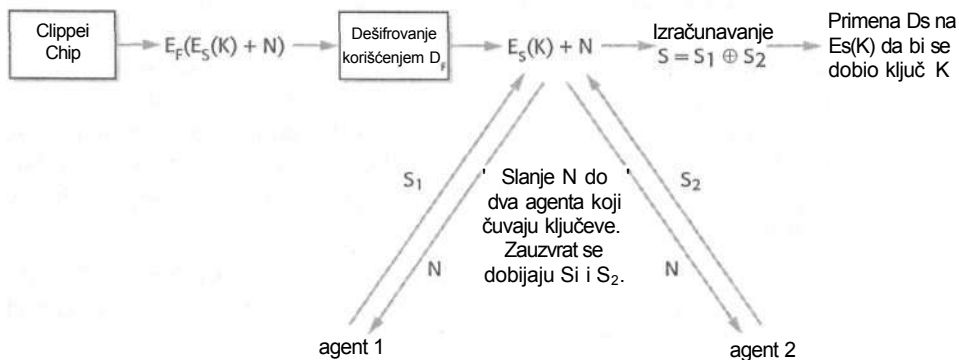 Clippei
Chip
E_F(E_S(K) + N)
Dešifrovanje
korišćenjem D_F
E_S(K) + N
Izračunavanje
S = S₁ ⊕ S₂
Primena Ds na
Es(K) da bi se
dobio ključ K
S₁
' Slanje N do '
dva agenta koji
čuvaju ključeve.
Zauzvrat se
dobijaju Si i S₂.
S₂
N
N
agent 1
agent 2